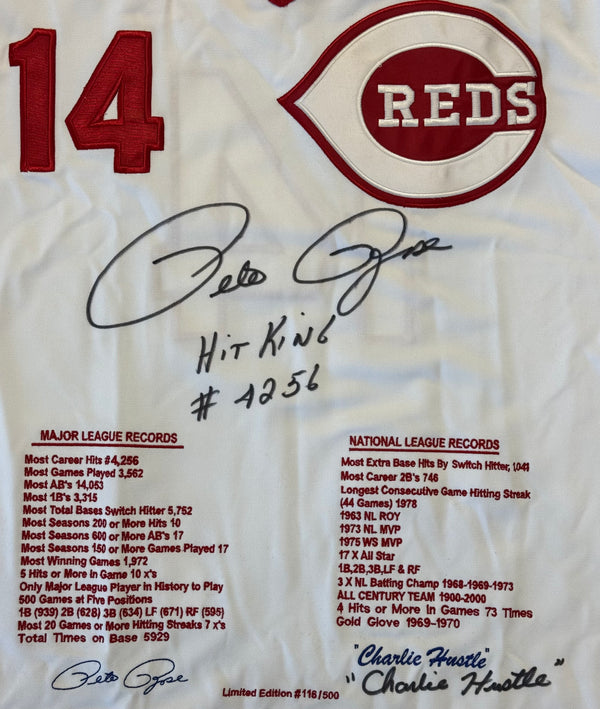 14
REDS
Pete Rose
Hit King
# 4256
MAJOR LEAGUE RECORDS
Most Career Hits #4,256
Most Games Played 3,562
Most AB's 14,053
Most 1B's 3,315
Most Total Bases Switch Hitter 5,752
Most Seasons 200 or More Hits 10
Most Seasons 600 or More AB's 17
Most Seasons 150 or More Games Played 17
Most Winning Games 1,972
5 Hits or More in Game 10 x's
Only Major League Player in History to Play
500 Games at Five Positions
1B (939) 2B (628) 3B (634) LF (671) RF (595)
Most 20 Games or More Hitting Streaks 7 x's
Total Times on Base 5929
NATIONAL LEAGUE RECORDS
Most Extra Base Hits By Switch Hitter, 1,041
Most Career 2B's 746
Longest Consecutive Game Hitting Streak
(44 Games) 1978
1963 NL ROY
1973 NL MVP
1975 WS MVP
17 X All Star
1B,2B,3B,LF & RF
3 X NL Batting Champ 1968-1969-1973
ALL CENTURY TEAM 1900-2000
4 Hits or More In Games 73 Times
Gold Glove 1969-1970
"Charlie Hustle"
"Charlie Hustle"
Pete Rose
Limited Edition #116/500